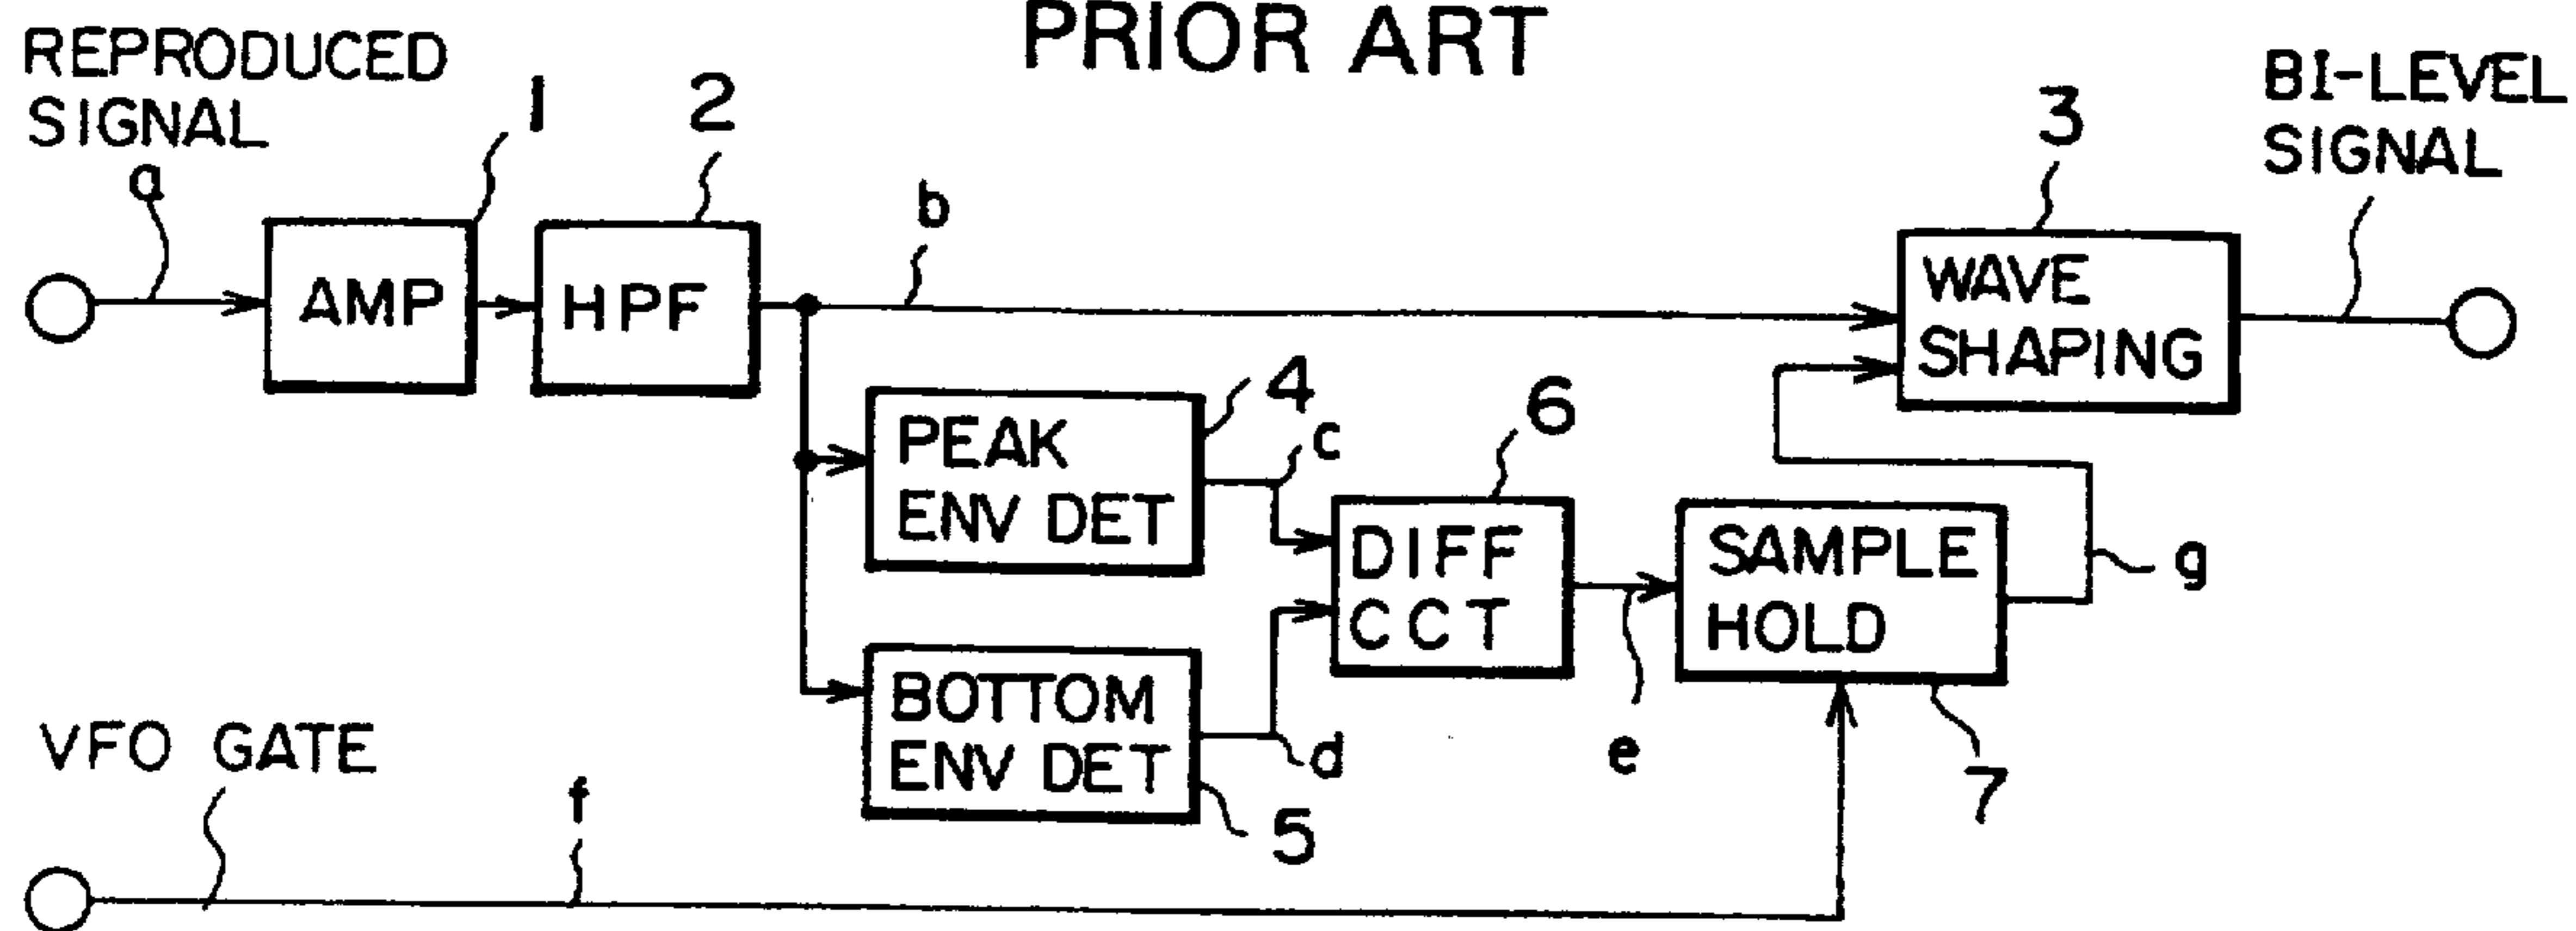 PRIOR ART
REPRODUCED
SIGNAL
a
1
2
b
3
BI-LEVEL
SIGNAL
AMP
HPF
WAVE
SHAPING
4
c
6
PEAK
ENV DET
DIFF
CCT
SAMPLE
HOLD
g
BOTTOM
ENV DET
d
e
7
5
VFO GATE
f